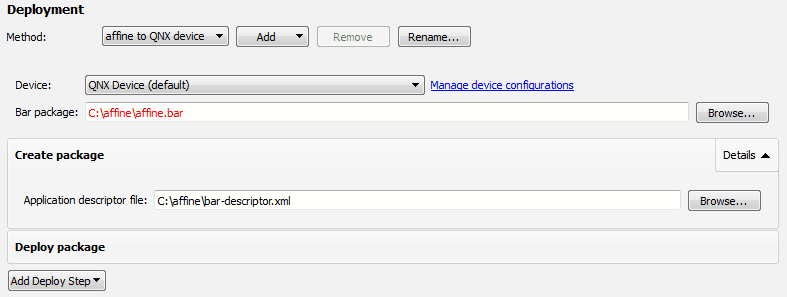 Deployment
Method: affine to QNX device Add Remove Rename...
Device: QNX Device (default) Manage device configurations
Bar package: C:\affine\affine.bar Browse...
Create package Details
Application descriptor file: C:\affine\bar-descriptor.xml Browse...
Deploy package
Add Deploy Step